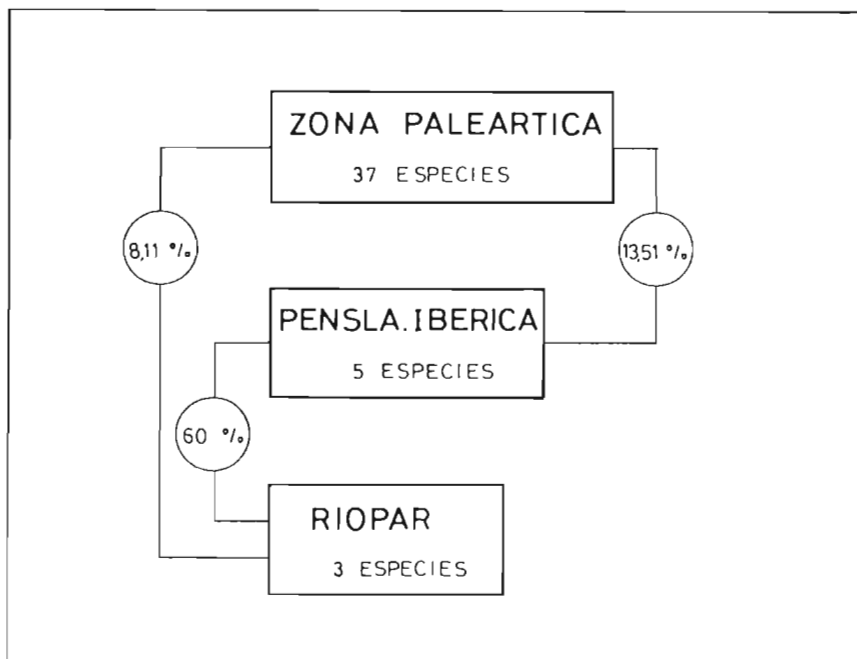 ZONA PALEARTICA
37 ESPECIES
8,11 %
13,51 %
PENSLA. IBERICA
5 ESPECIES
60 %
RIOPAR
3 ESPECIES